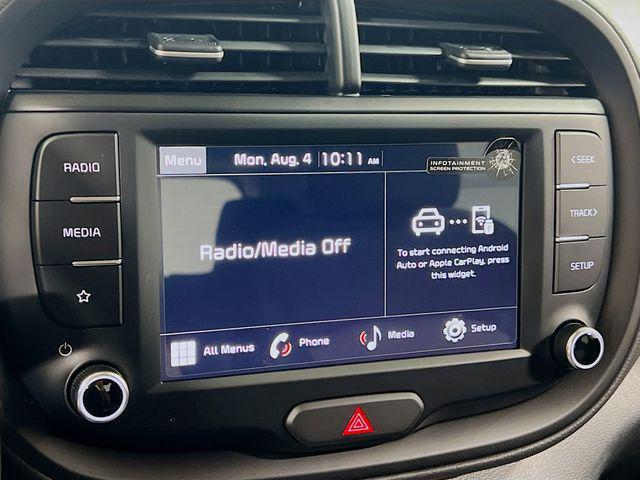 Menu Mon, Aug. 4 10:11 AM
INFOTAINMENT
SCREEN PROTECTION
RADIO
MEDIA
Radio/Media Off
To start connecting Android
Auto or Apple CarPlay, press
this widget.
All Menus Phone Media Setup
< SEEK
TRACK >
SETUP